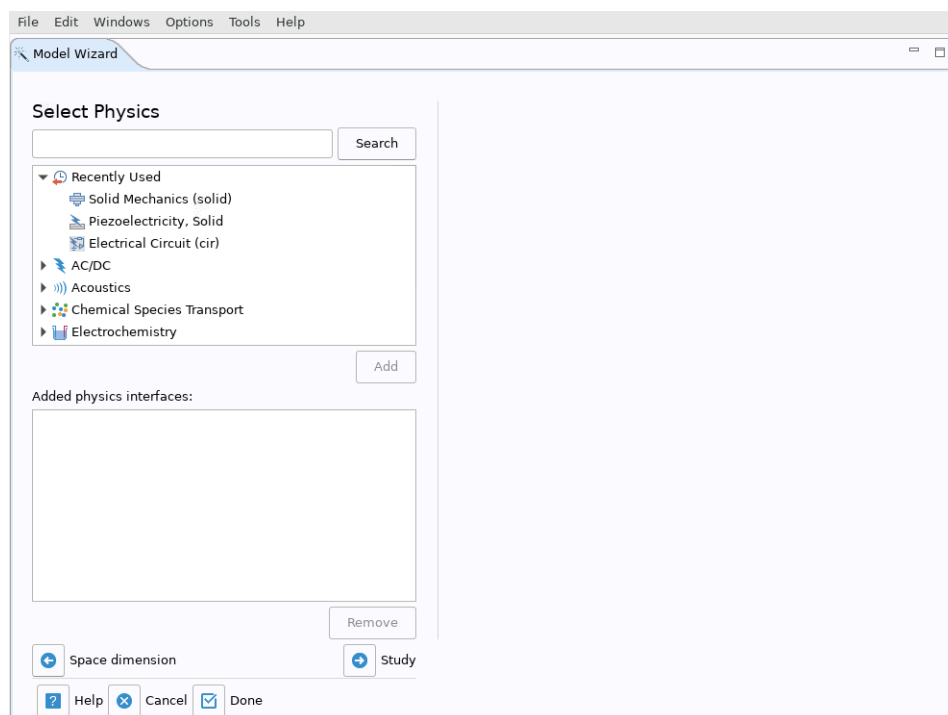 File Edit Windows Options Tools Help
Model Wizard
Select Physics
Search
Recently Used
Solid Mechanics (solid)
Piezoelectricity, Solid
Electrical Circuit (cir)
AC/DC
Acoustics
Chemical Species Transport
Electrochemistry
Add
Added physics interfaces:
Remove
Space dimension Study
? Help Cancel Done